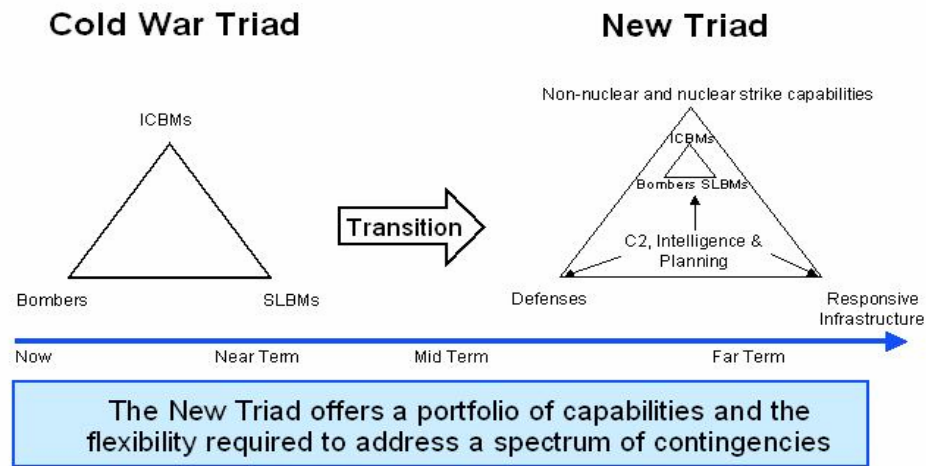 Cold War Triad
New Triad
Non-nuclear and nuclear strike capabilities
ICBMs
ICBMs
Bombers SLBMs
Transition
C2, Intelligence &
Planning
Bombers
SLBMs
Defenses
Responsive
Infrastructure
Now
Near Term
Mid Term
Far Term
The New Triad offers a portfolio of capabilities and the
flexibility required to address a spectrum of contingencies